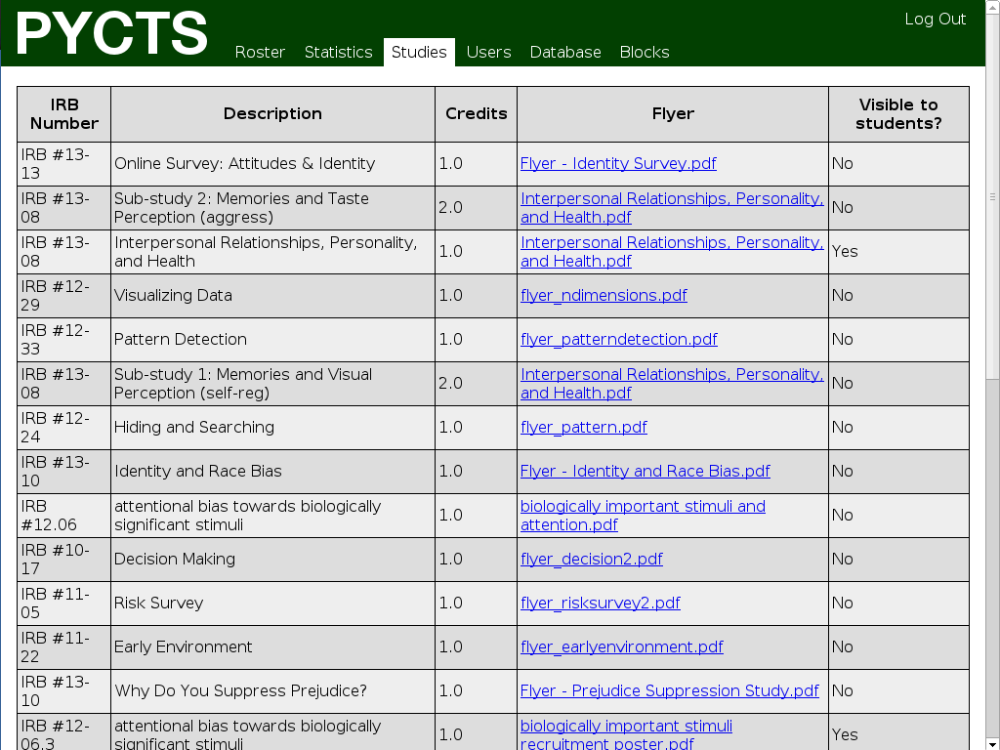 PYCTS
Log Out
Roster Statistics Studies Users Database Blocks
IRB Number Description Credits Flyer Visible to students?
IRB #13-13 Online Survey: Attitudes & Identity 1.0 Flyer - Identity Survey.pdf No
IRB #13-08 Sub-study 2: Memories and Taste Perception (aggress) 2.0 Interpersonal Relationships, Personality, and Health.pdf No
IRB #13-08 Interpersonal Relationships, Personality, and Health 1.0 Interpersonal Relationships, Personality, and Health.pdf Yes
IRB #12-29 Visualizing Data 1.0 flyer_ndimensions.pdf No
IRB #12-33 Pattern Detection 1.0 flyer_patterndetection.pdf No
IRB #13-08 Sub-study 1: Memories and Visual Perception (self-reg) 2.0 Interpersonal Relationships, Personality, and Health.pdf No
IRB #12-24 Hiding and Searching 1.0 flyer_pattern.pdf No
IRB #13-10 Identity and Race Bias 1.0 Flyer - Identity and Race Bias.pdf No
IRB #12.06 attentional bias towards biologically significant stimuli 1.0 biologically important stimuli and attention.pdf No
IRB #10-17 Decision Making 1.0 flyer_decision2.pdf No
IRB #11-05 Risk Survey 1.0 flyer_risksurvey2.pdf No
IRB #11-22 Early Environment 1.0 flyer_earlyenvironment.pdf No
IRB #13-10 Why Do You Suppress Prejudice? 1.0 Flyer - Prejudice Suppression Study.pdf No
IRB #12-06.3 attentional bias towards biologically significant stimuli 1.0 biologically important stimuli recruitment poster.pdf Yes